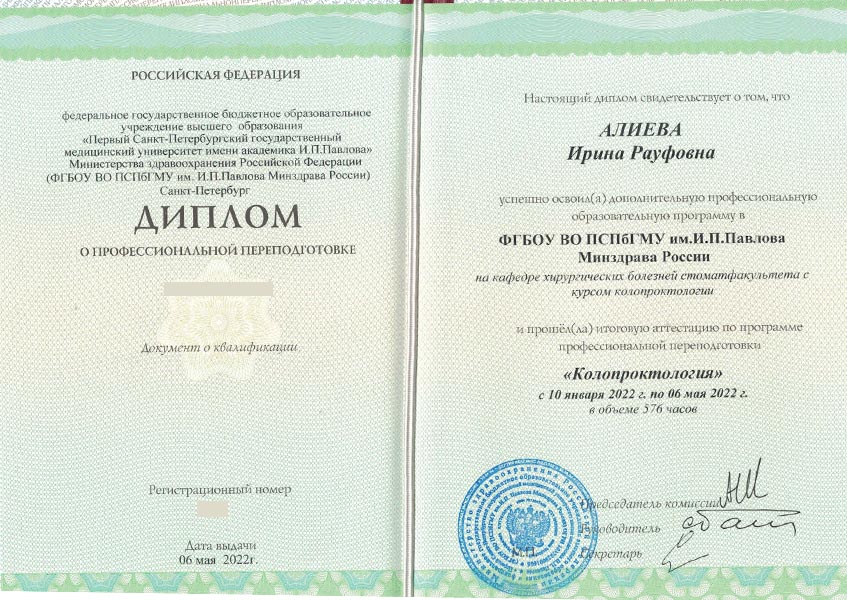 РОССИЙСКАЯ ФЕДЕРАЦИЯ
федеральное государственное бюджетное образовательное
учреждение высшего образования
«Первый Санкт-Петербургский государственный
медицинский университет имени академика И.П.Павлова»
Министерства здравоохранения Российской Федерации
(ФГБОУ ВО ПСПбГМУ им. И.П.Павлова Минздрава России)
Санкт-Петербург
ДИПЛОМ
О ПРОФЕССИОНАЛЬНОЙ ПЕРЕПОДГОТОВКЕ
Документ о квалификации
Регистрационный номер
Дата выдачи
06 мая 2022г.
Настоящий диплом свидетельствует о том, что
АЛИЕВА
Ирина Рауфовна
успешно освоил(а) дополнительную профессиональную
образовательную программу в
ФГБОУ ВО ПСПбГМУ им.И.П.Павлова
Минздрава России
на кафедре хирургических болезней стоматфакультета с
курсом колопроктологии
и прошёл(ла) итоговую аттестацию по программе
профессиональной переподготовки
«Колопроктология»
с 10 января 2022 г. по 06 мая 2022 г.
в объеме 576 часов
Председатель комиссии
Руководитель
М.П.
Секретарь